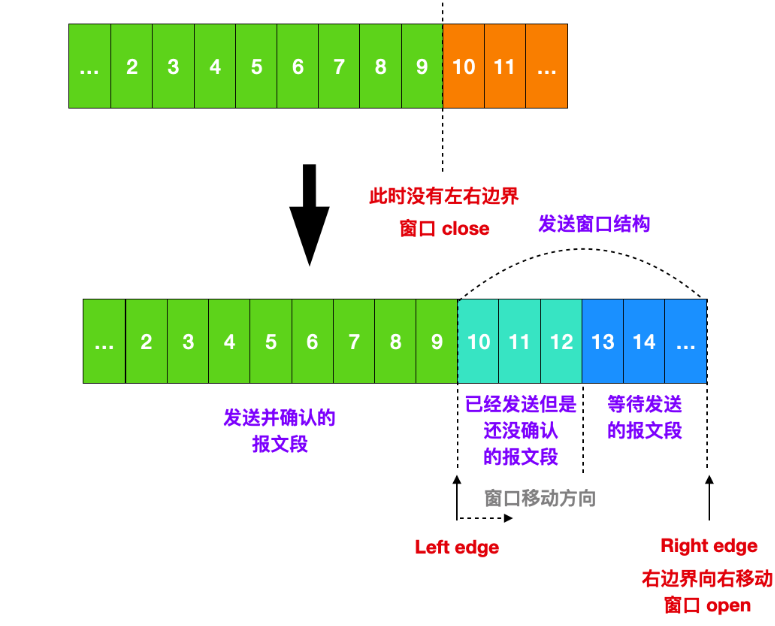 ... 2 3 4 5 6 7 8 9 10 11 ...
此时没有左右边界
窗口 close
发送窗口结构
... 2 3 4 5 6 7 8 9 10 11 12 13 14 ...
发送并确认的
报文段
已经发送但是
还没确认
的报文段
等待发送
的报文段
窗口移动方向
Left edge
Right edge
右边界向右移动
窗口 open